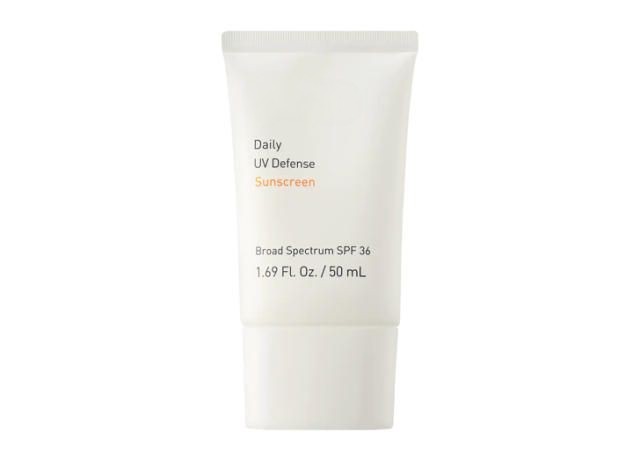 Daily
UV Defense
Sunscreen
Broad Spectrum SPF 36
1.69 Fl. Oz. / 50 mL